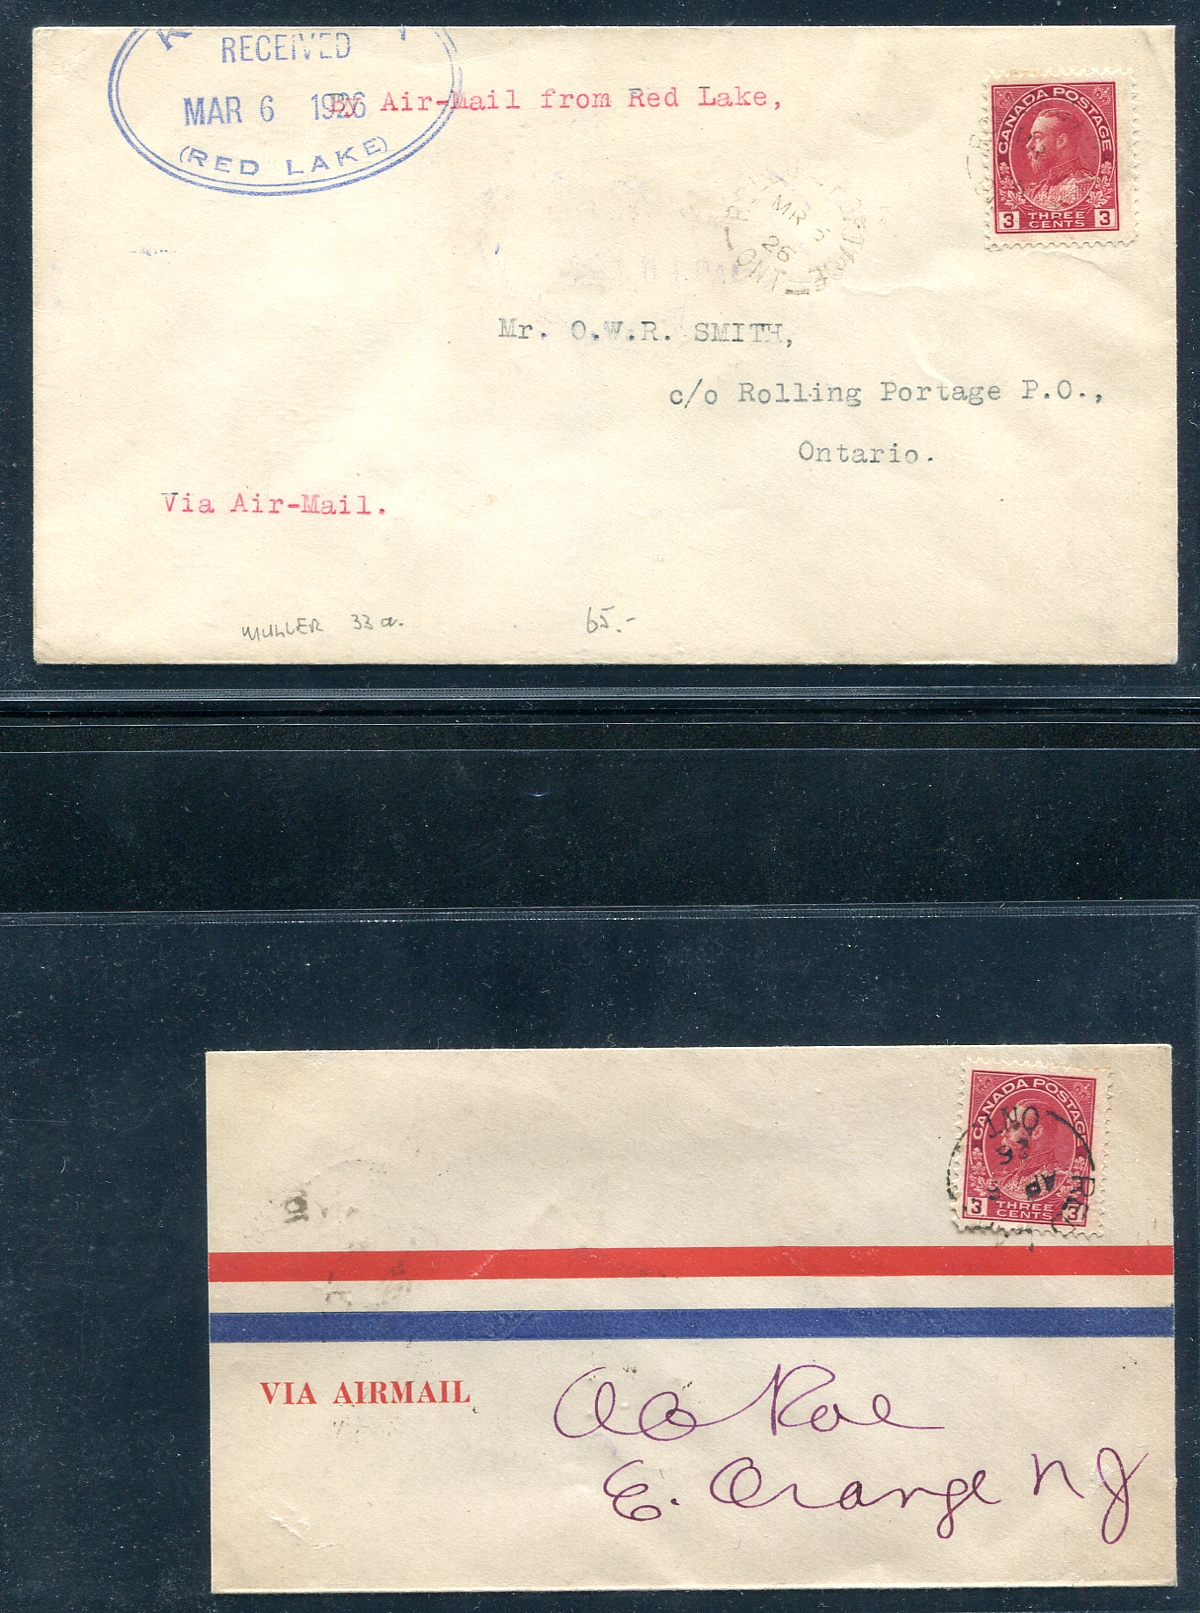 RECEIVED
MAR 6 1926
(RED LAKE)
By Air-Mail from Red Lake,
CANADA POSTAGE
3 THREE CENTS 3
MR
26
ONT
Mr. O.W.R. SMITH,
c/o Rolling Portage P.O.,
Ontario.
Via Air-Mail.
MULLER 33a. 65.-
CANADA POSTAGE
3 THREE CENTS 3
RED
AP
ONT
VIA AIRMAIL
E. Orange NJ